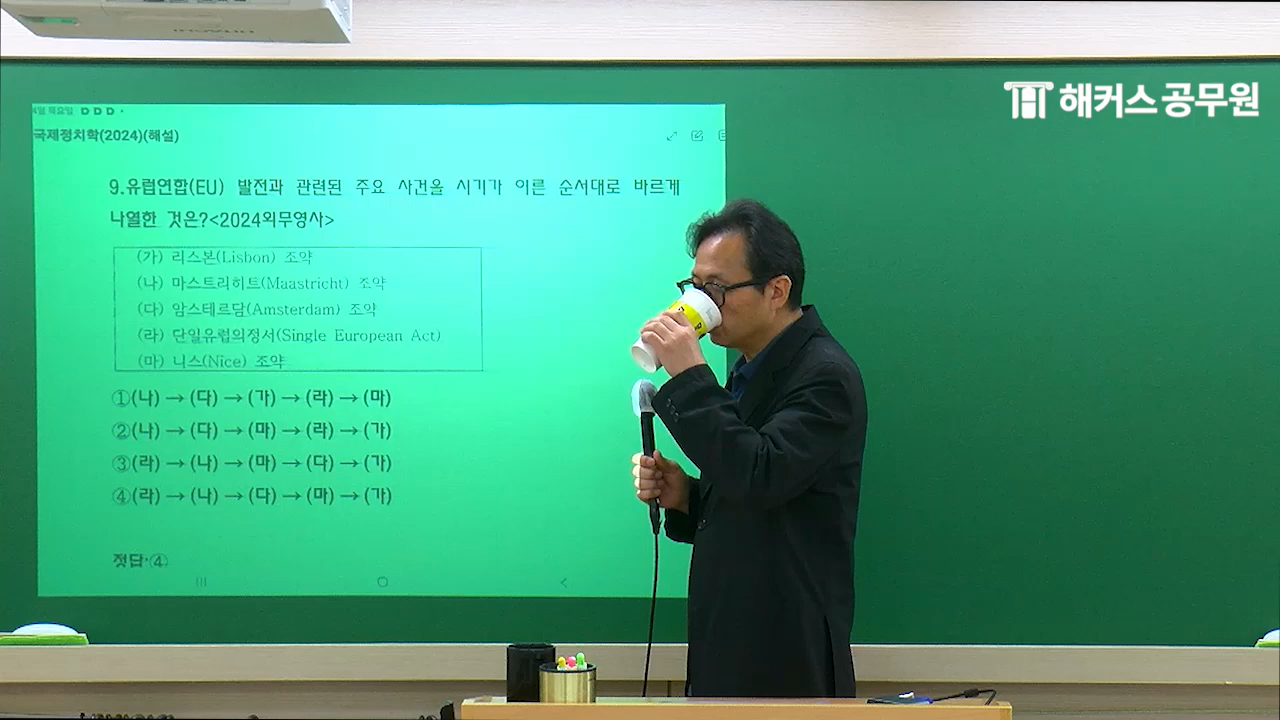 해커스 공무원
4일 목요일 D D D •
국제정치학(2024)(해설)
9.유럽연합(EU) 발전과 관련된 주요 사건을 시기가 이른 순서대로 바르게
나열한 것은?<2024외무영사>
(가) 리스본(Lisbon) 조약
(나) 마스트리히트(Maastricht) 조약
(다) 암스테르담(Amsterdam) 조약
(라) 단일유럽의정서(Single European Act)
(마) 니스(Nice) 조약
①(나) → (다) → (가) → (라) → (마)
②(나) → (다) → (마) → (라) → (가)
③(라) → (나) → (마) → (다) → (가)
④(라) → (나) → (다) → (마) → (가)
정답·④